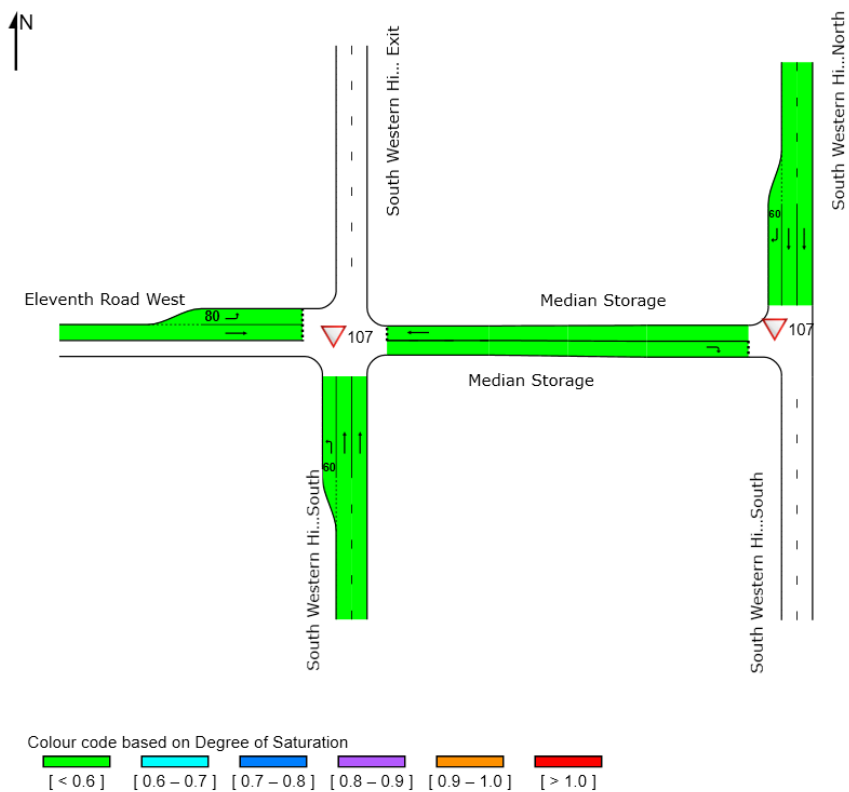 N
South Western Hi... Exit
South Western Hi...North
60
Eleventh Road West
80
Median Storage
107
107
Median Storage
60
South Western Hi...South
South Western Hi...South
Colour code based on Degree of Saturation
[ < 0.6 ] [ 0.6 – 0.7 ] [ 0.7 – 0.8 ] [ 0.8 – 0.9 ] [ 0.9 – 1.0 ] [ > 1.0 ]